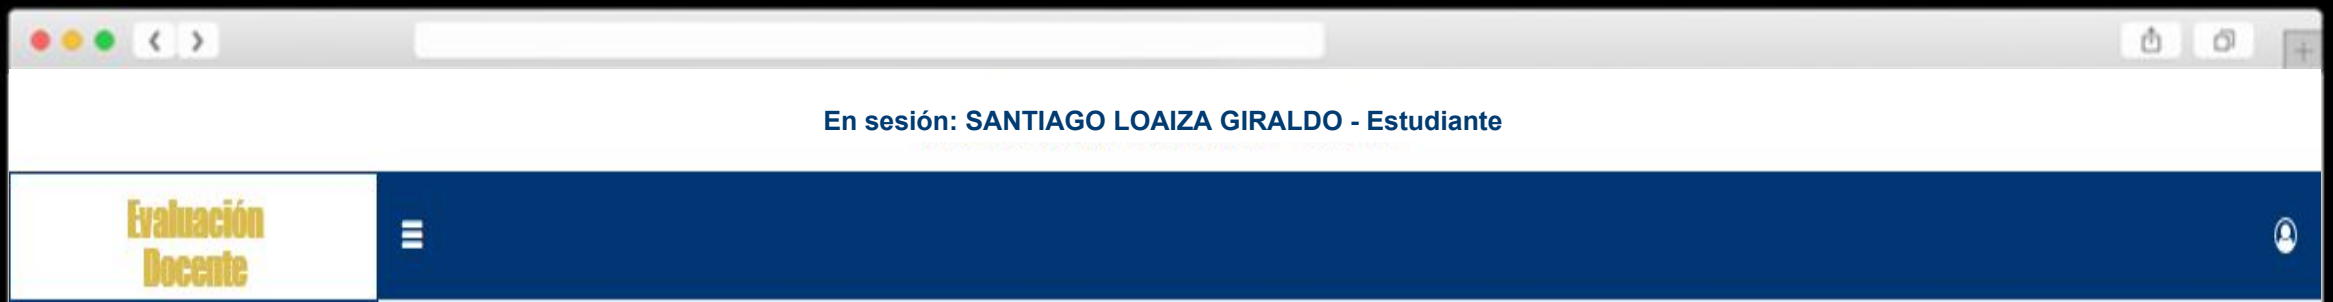 En sesión: SANTIAGO LOAIZA GIRALDO - Estudiante
Evaluación
Docente